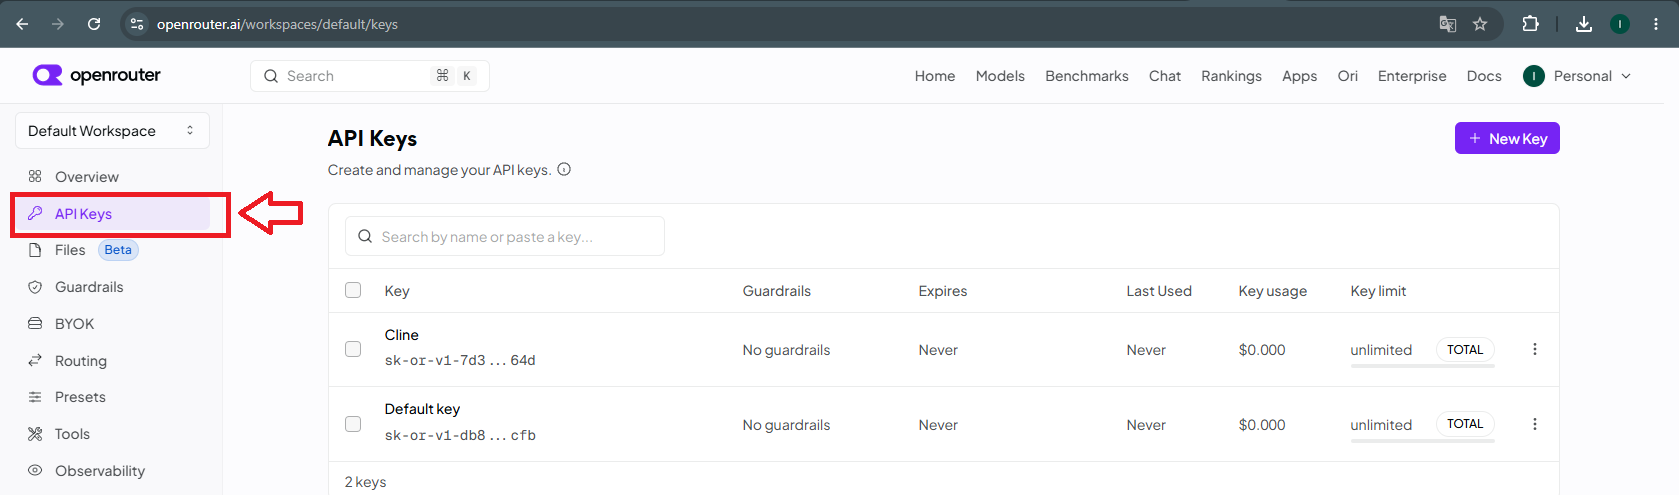 openrouter.ai/workspaces/default/keys
openrouter
Search ⌘ K
Home Models Benchmarks Chat Rankings Apps Ori Enterprise Docs I Personal
Default Workspace
Overview
API Keys
Files Beta
Guardrails
BYOK
Routing
Presets
Tools
Observability
API Keys
+ New Key
Create and manage your API keys.
Search by name or paste a key...
Key Guardrails Expires Last Used Key usage Key limit
Cline
sk-or-v1-7d3...64d No guardrails Never Never $0.000 unlimited TOTAL
Default key
sk-or-v1-db8...cfb No guardrails Never Never $0.000 unlimited TOTAL
2 keys